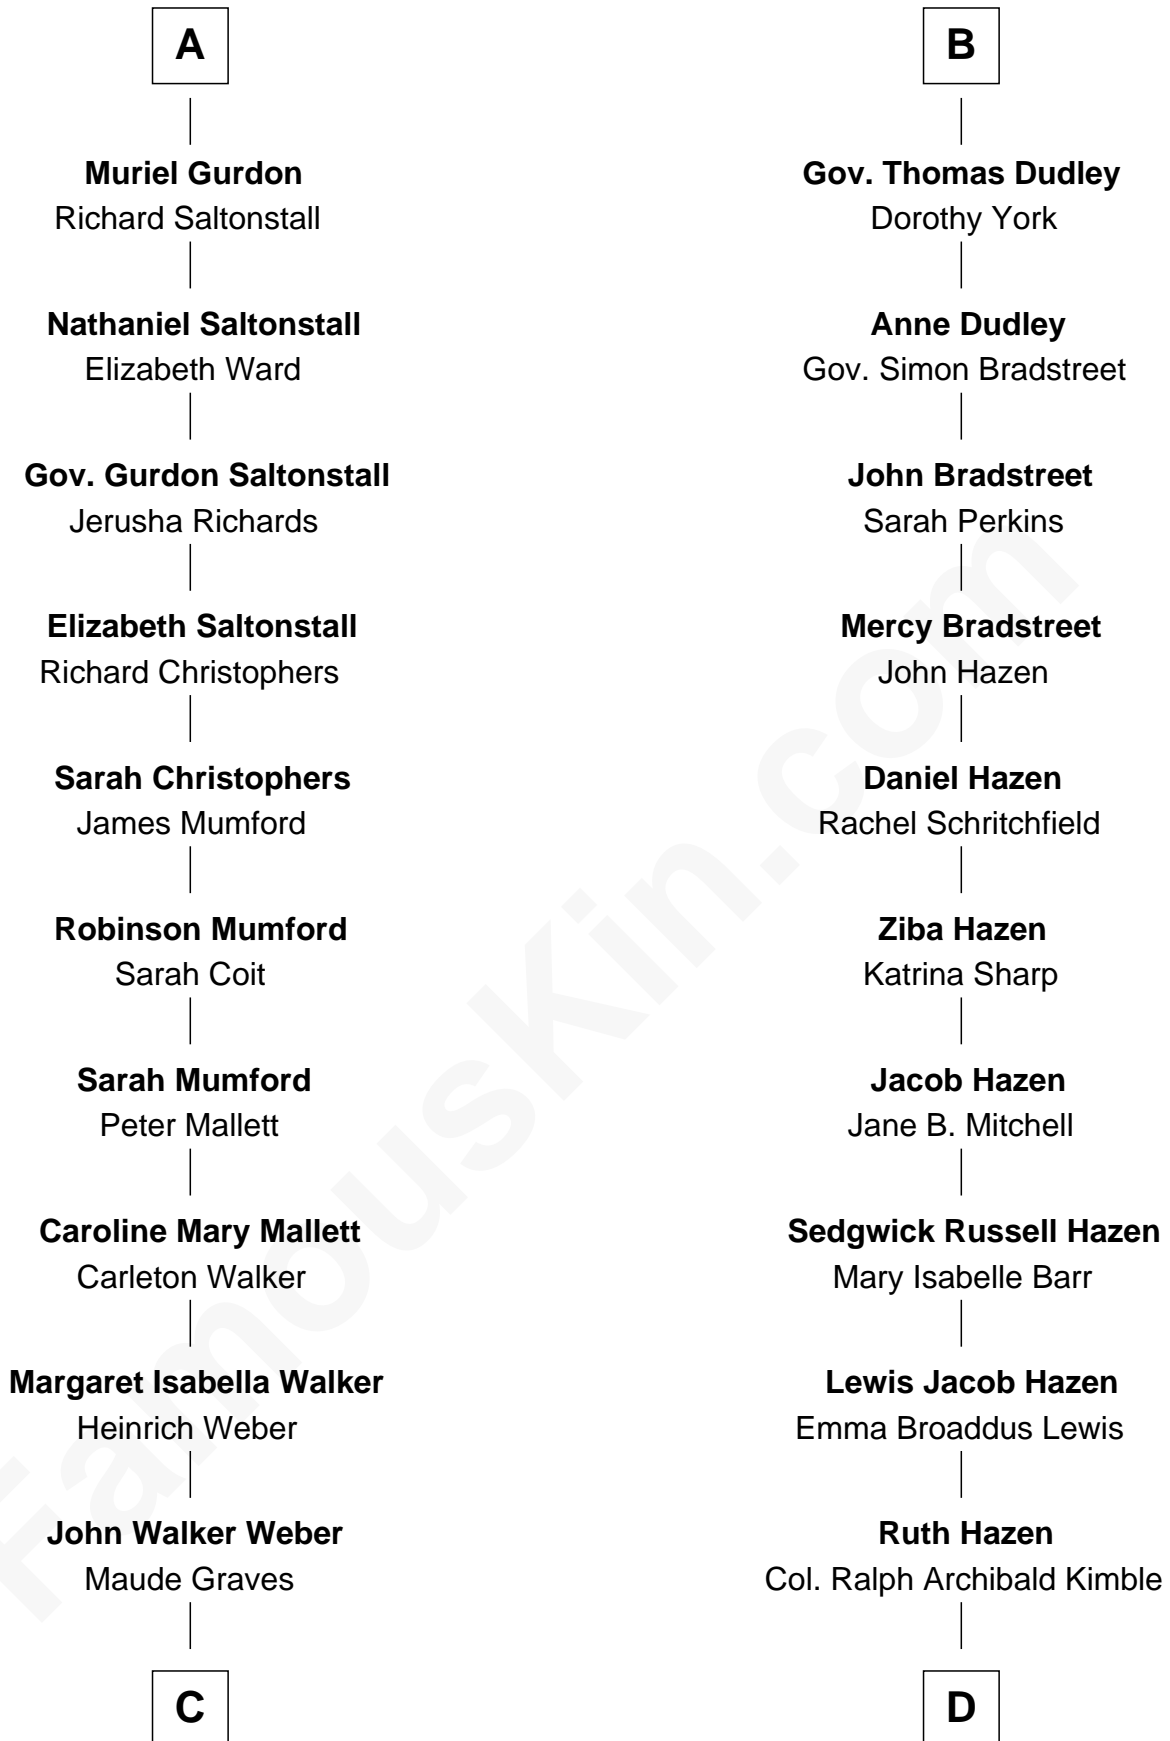 A
Muriel Gurdon
Richard Saltonstall
Nathaniel Saltonstall
Elizabeth Ward
Gov. Gurdon Saltonstall
Jerusha Richards
Elizabeth Saltonstall
Richard Christophers
Sarah Christophers
James Mumford
Robinson Mumford
Sarah Coit
Sarah Mumford
Peter Mallett
Caroline Mary Mallett
Carleton Walker
Margaret Isabella Walker
Heinrich Weber
John Walker Weber
Maude Graves
C
B
Gov. Thomas Dudley
Dorothy York
Anne Dudley
Gov. Simon Bradstreet
John Bradstreet
Sarah Perkins
Mercy Bradstreet
John Hazen
Daniel Hazen
Rachel Schritchfield
Ziba Hazen
Katrina Sharp
Jacob Hazen
Jane B. Mitchell
Sedgwick Russell Hazen
Mary Isabelle Barr
Lewis Jacob Hazen
Emma Broaddus Lewis
Ruth Hazen
Col. Ralph Archibald Kimble
D
FamousKin.com